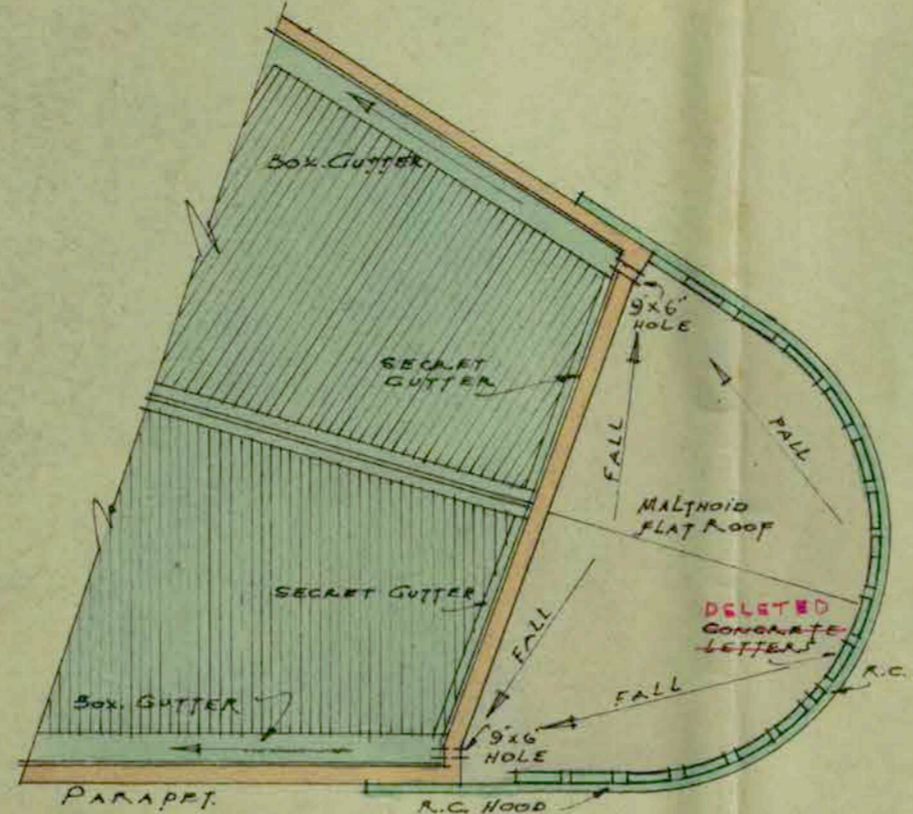 BOX. GUTTER
9"x6"
HOLE
SECRET
GUTTER
FALL
FALL
MALTHOID
FLAT ROOF
SECRET GUTTER
DELETED
CONCRETE
LETTERS
R.C.
FALL
FALL
BOX. GUTTER
9"x6"
HOLE
PARAPET.
R.C. HOOD